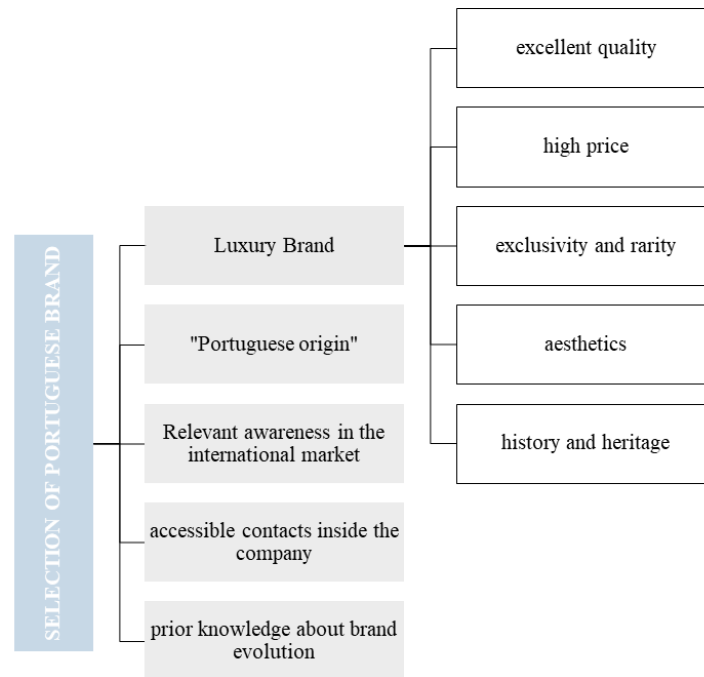 SELECTION OF PORTUGUESE BRAND
Luxury Brand
"Portuguese origin"
Relevant awareness in the
international market
accessible contacts inside the
company
prior knowledge about brand
evolution
excellent quality
high price
exclusivity and rarity
aesthetics
history and heritage